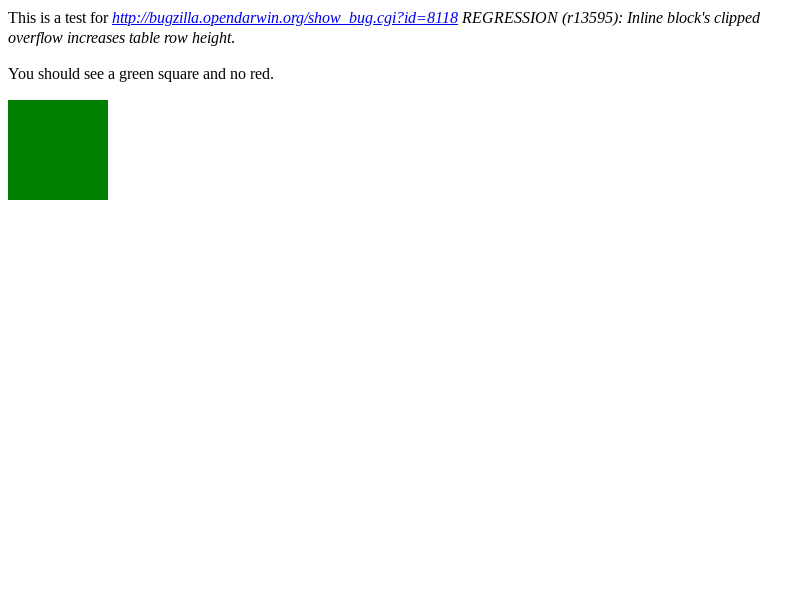 This is a test for http://bugzilla.opendarwin.org/show_bug.cgi?id=8118 REGRESSION (r13595): Inline block's clipped
overflow increases table row height.
You should see a green square and no red.